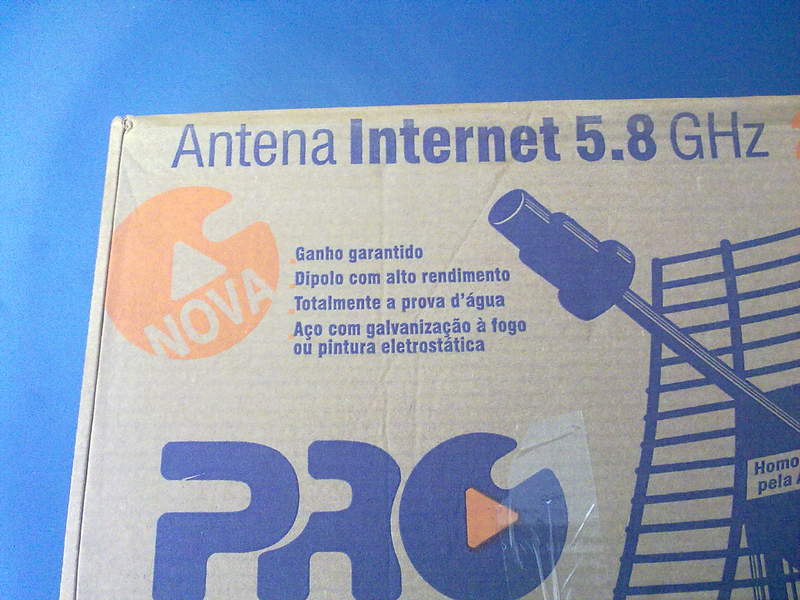 Antena Internet 5.8 GHz
NOVA
Ganho garantido
Dipolo com alto rendimento
Totalmente a prova d'água
Aço com galvanização à fogo
ou pintura eletrostática
PRO
pela